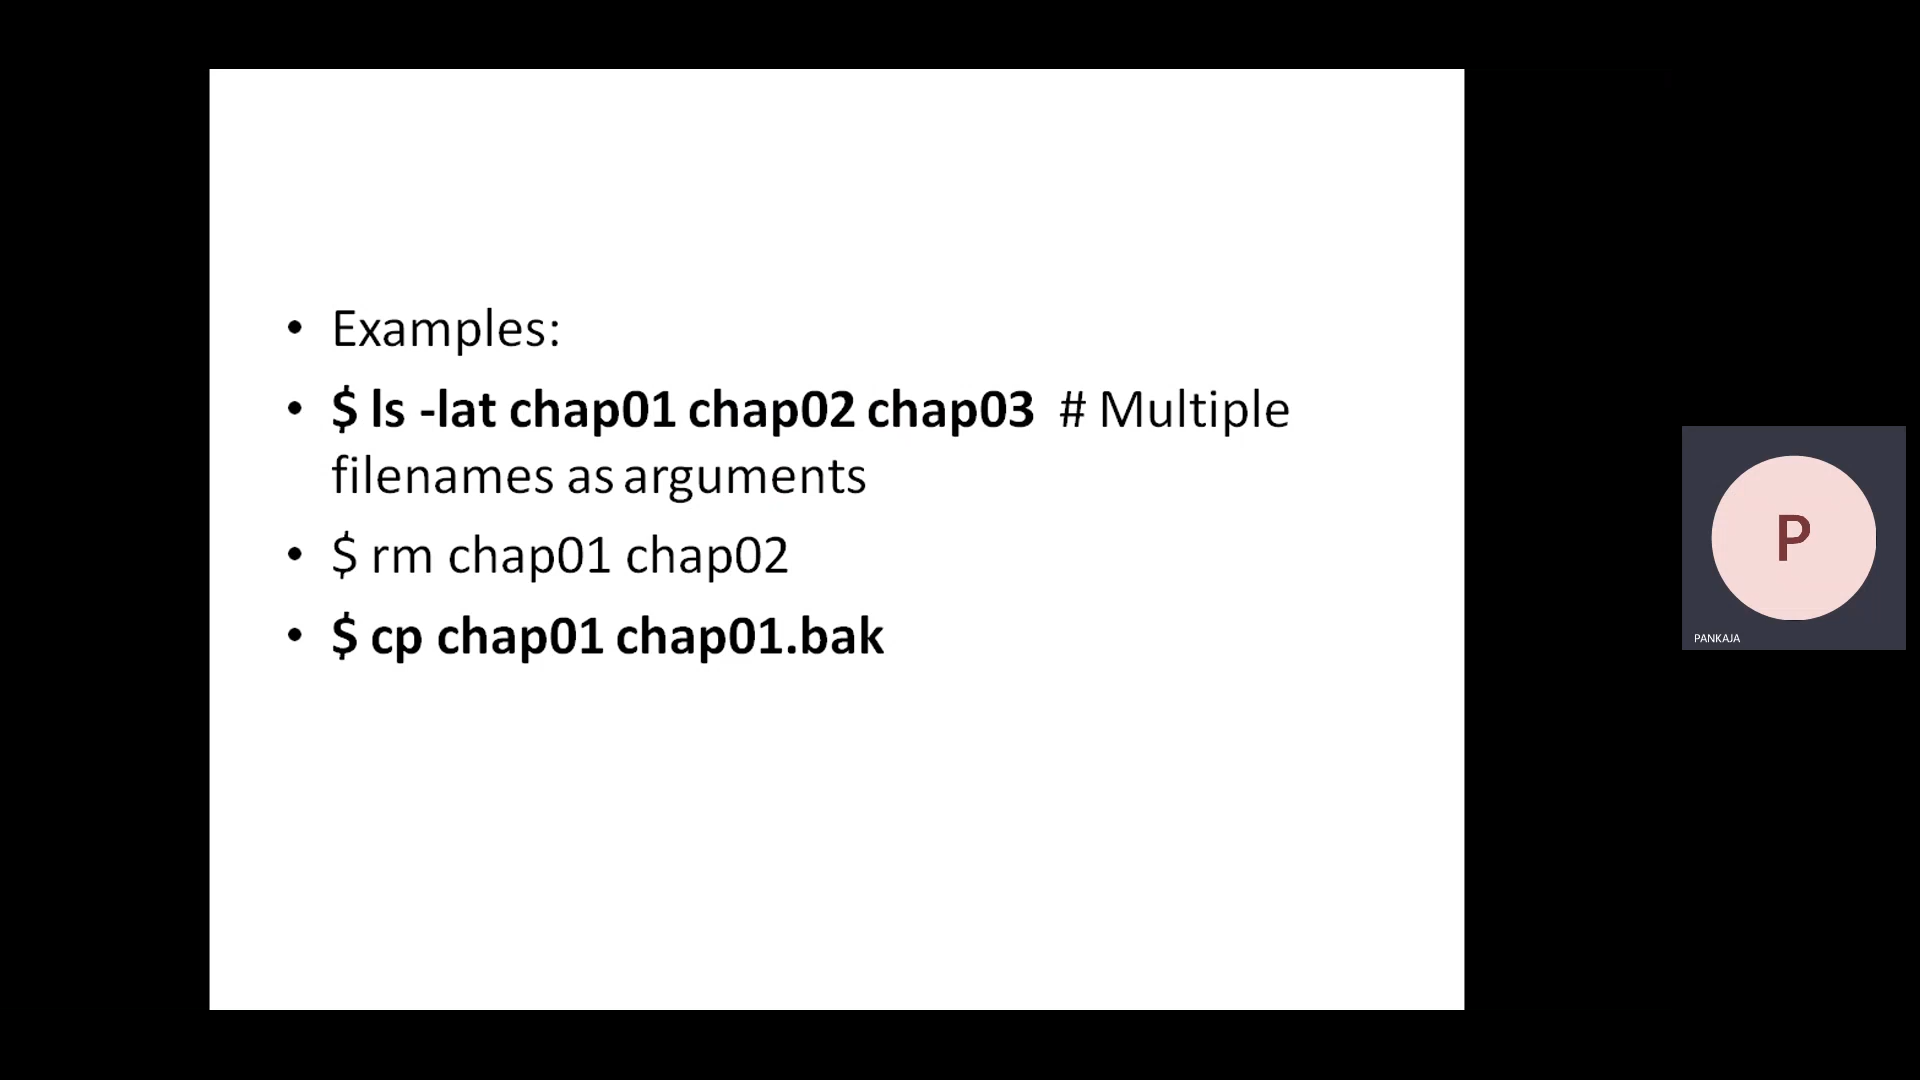 • Examples:
• $ ls -lat chap01 chap02 chap03 # Multiple
filenames as arguments
• $ rm chap01 chap02
• $ cp chap01 chap01.bak
P
PANKAJA